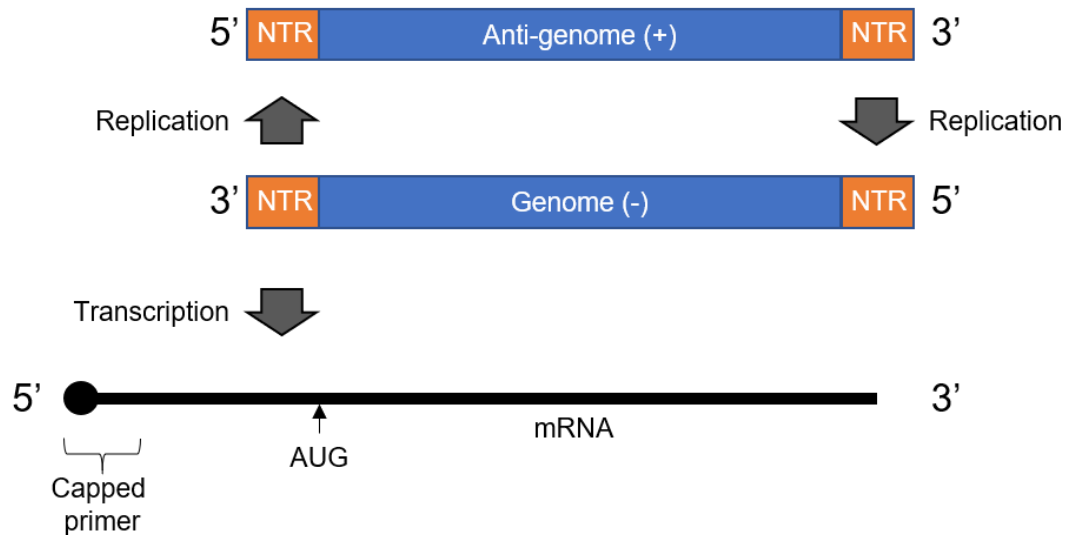 5’ NTR Anti-genome (+) NTR 3’
Replication Replication
3’ NTR Genome (-) NTR 5’
Transcription
5’ 3’
mRNA
AUG
Capped
primer